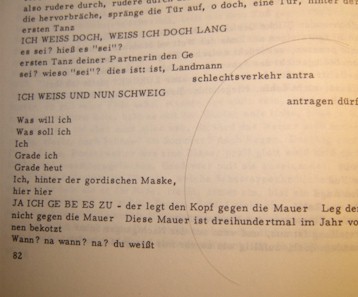 also rudere durch, rudere durch
die hervorbräche, spränge die Tür auf, o doch, eine Tür, hinter de
ersten Tanz
ICH WEISS DOCH, WEISS ICH DOCH LANG
es sei? hieß es "sei"?
ersten Tanz deiner Partnerin den Ge
sei? wieso "sei"? dies ist: ist, Landmann
schlechtsverkehr antra
ICH WEISS UND NUN SCHWEIG
antragen dürf
Was will ich
Was soll ich
Ich
Grade ich
Grade heut
Ich, hinter der gordischen Maske,
hier hier
JA ICH GE BE ES ZU - der legt den Kopf gegen die Mauer Leg de
nicht gegen die Mauer Diese Mauer ist dreihundertmal im Jahr vo
nen bekotzt
Wann? na wann? na? du weißt
82